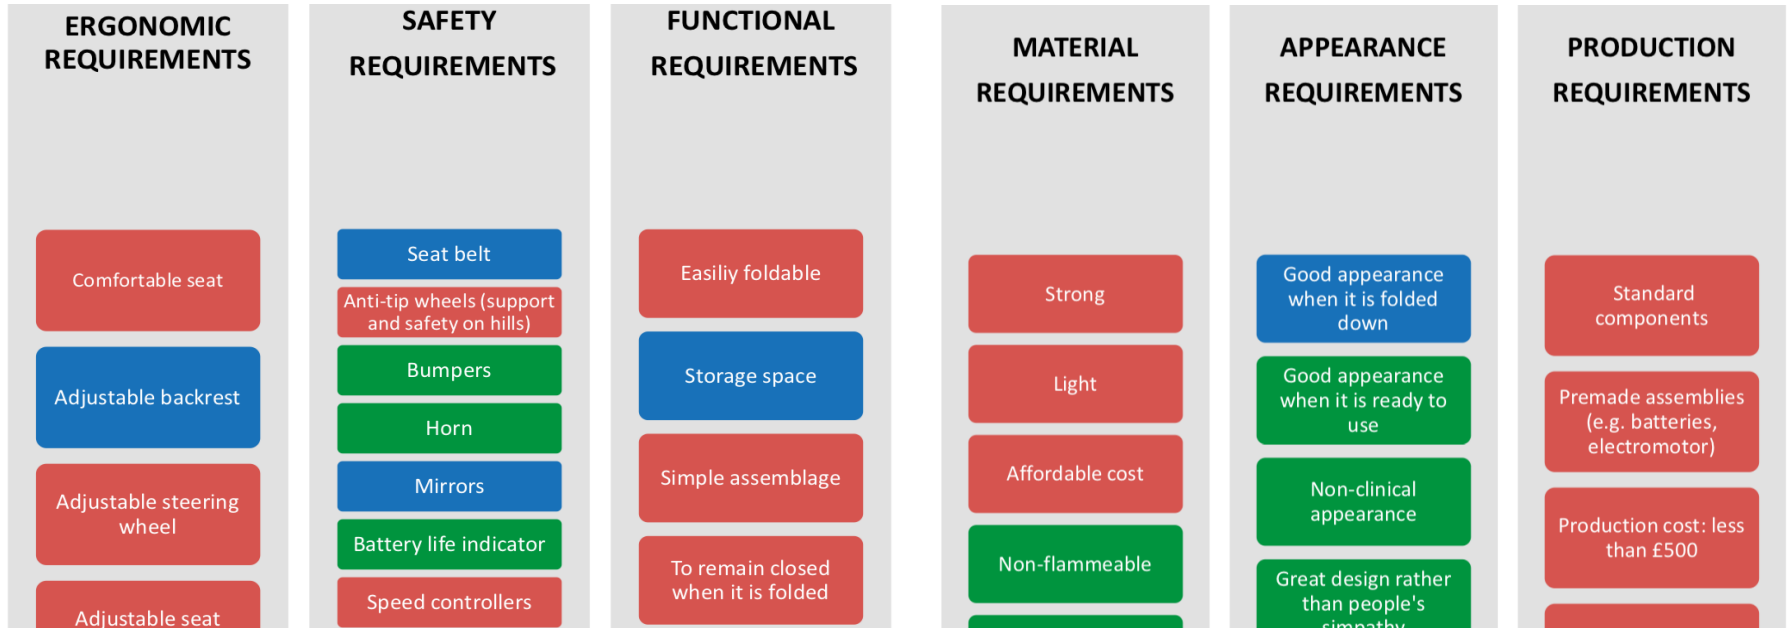 ERGONOMIC
REQUIREMENTS
Comfortable seat
Adjustable backrest
Adjustable steering
wheel
Adjustable seat
SAFETY
REQUIREMENTS
Seat belt
Anti-tip wheels (support
and safety on hills)
Bumpers
Horn
Mirrors
Battery life indicator
Speed controllers
FUNCTIONAL
REQUIREMENTS
Easiliy foldable
Storage space
Simple assemblage
To remain closed
when it is folded
MATERIAL
REQUIREMENTS
Strong
Light
Affordable cost
Non-flammeable
APPEARANCE
REQUIREMENTS
Good appearance
when it is folded
down
Good appearance
when it is ready to
use
Non-clinical
appearance
Great design rather
than people's
simpathy
PRODUCTION
REQUIREMENTS
Standard
components
Premade assemblies
(e.g. batteries,
electromotor)
Production cost: less
than £500